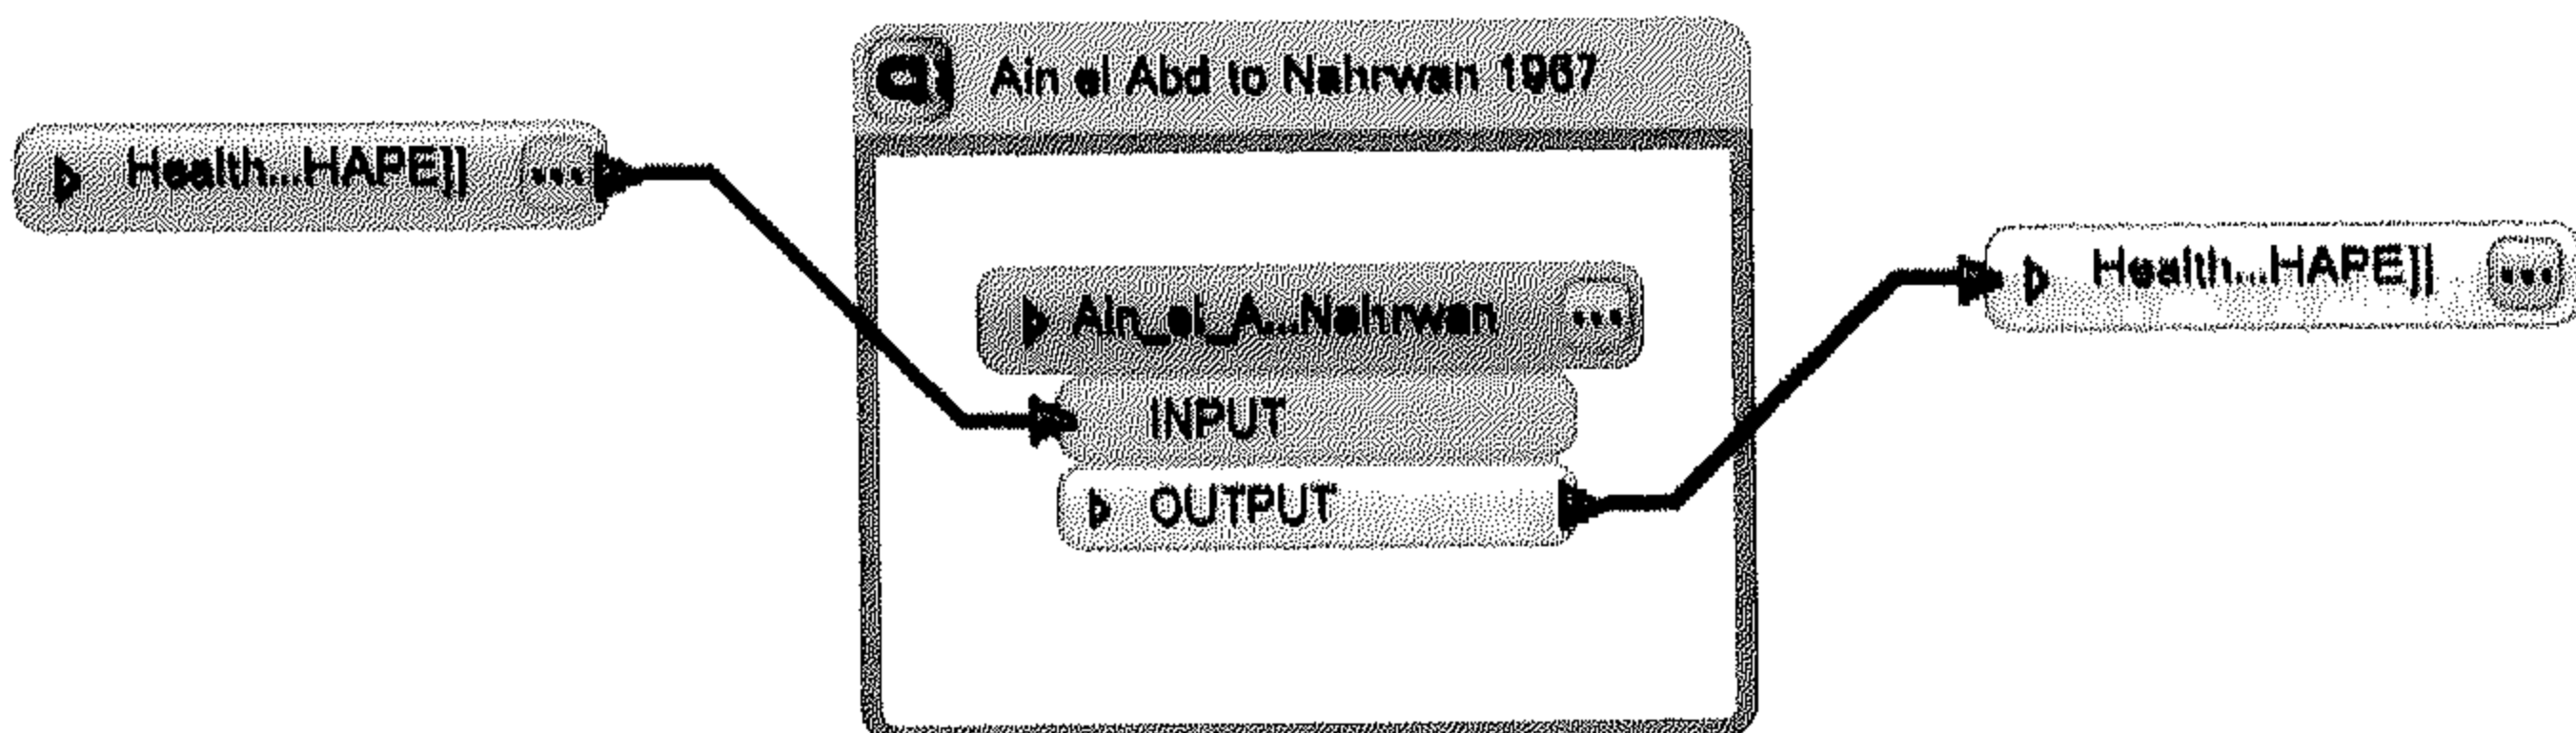 Ain el Abd to Nahrwan 1967
Health...HAPE]]
Ain_el_A...Nahrwan
INPUT
OUTPUT
Health...HAPE]]